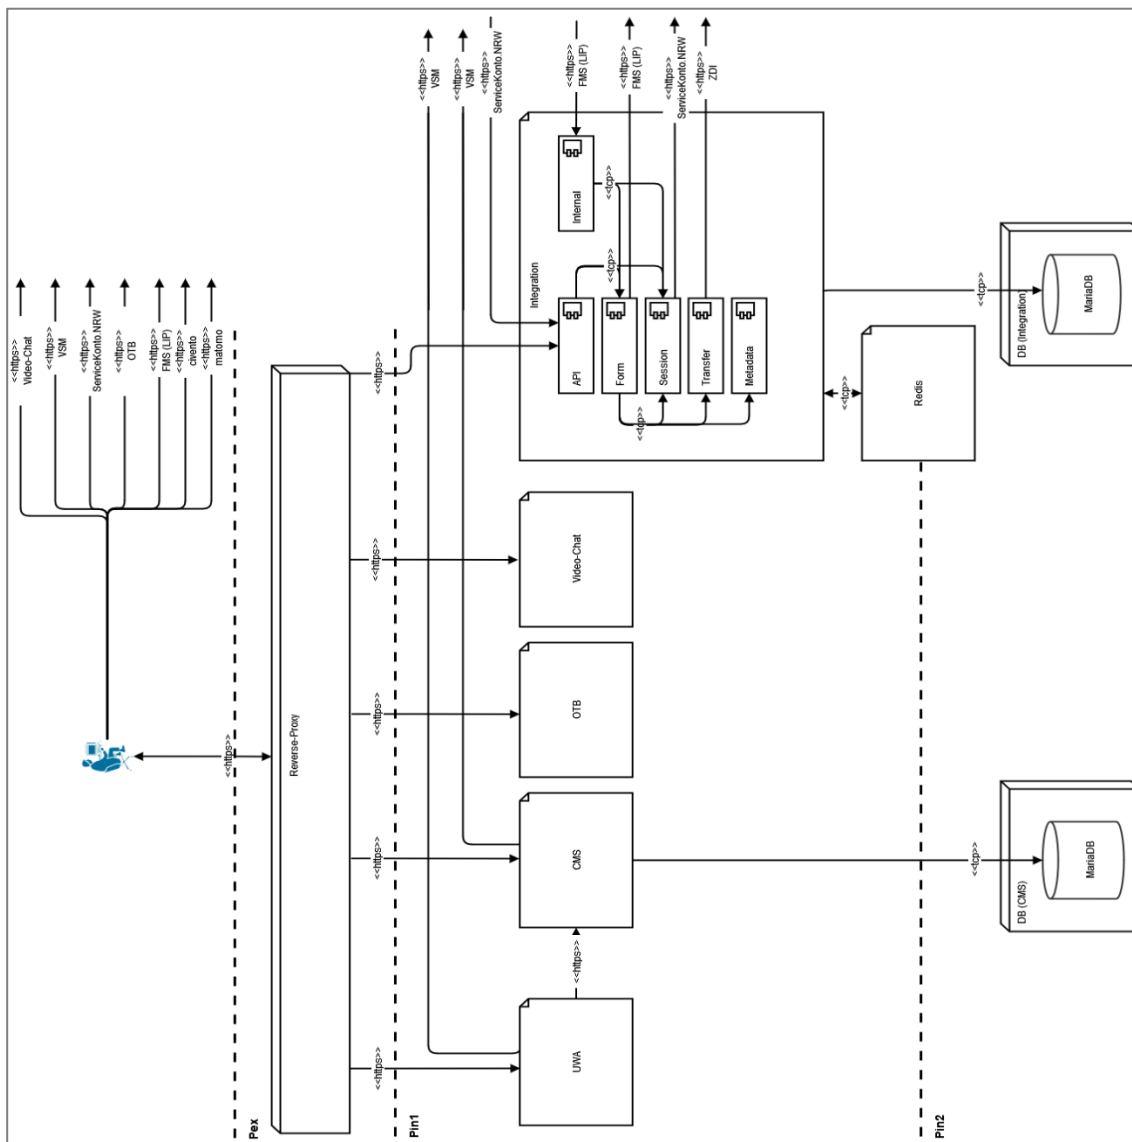 <<https>>
Video-Chat
<<https>>
VSM
<<https>>
ServiceKonto.NRW
<<https>>
OTB
<<https>>
FMS (LIP)
<<https>>
civento
<<https>>
matomo
<<https>>
VSM
<<https>>
VSM
<<https>>
ServiceKonto.NRW
<<https>>
FMS (LIP)
<<https>>
FMS (LIP)
<<https>>
ServiceKonto.NRW
<<https>>
ZDI
Pex
<<https>>
Reverse-Proxy
Pin1
<<https>>
<<https>>
<<https>>
<<https>>
<<https>>
UWA
<<https>>
CMS
OTB
Video-Chat
Integration
Internal
<<tcp>>
<<tcp>>
API
Form
Session
Transfer
Metadata
<<tcp>>
<<tcp>>
Redis
Pin2
<<tcp>>
DB (CMS)
MariaDB
<<tcp>>
DB (Integration)
MariaDB